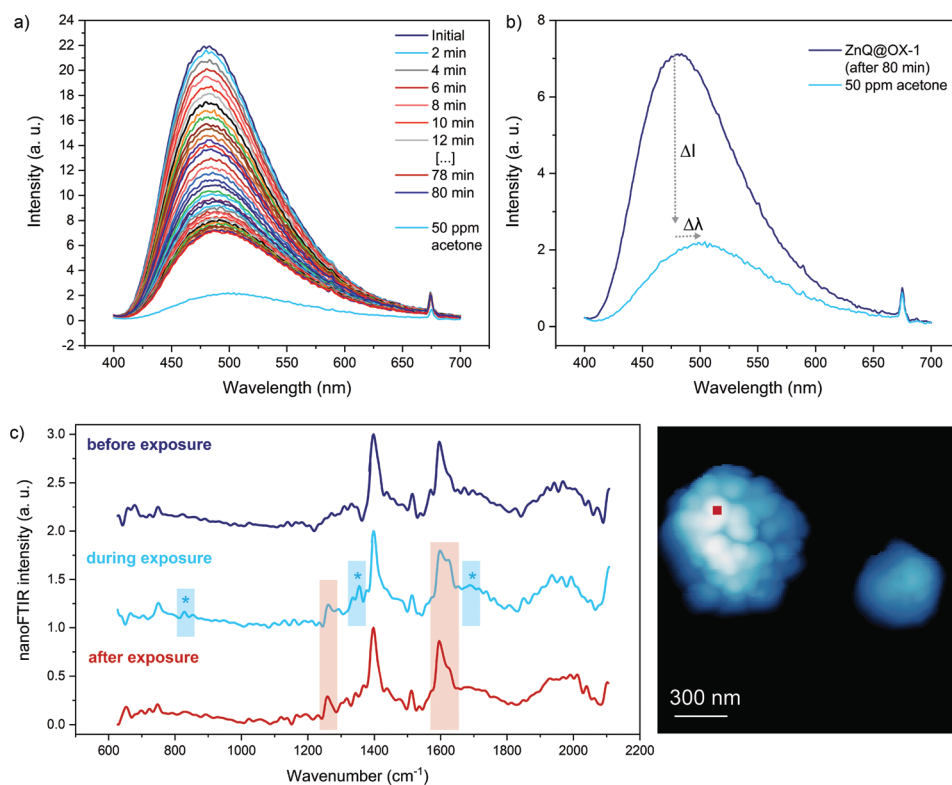 a)
24
22
20
18
16
14
12
10
8
6
4
2
0
-2
Intensity (a. u.)
400 450 500 550 600 650 700
Wavelength (nm)
Initial
2 min
4 min
6 min
8 min
10 min
12 min
[...]
78 min
80 min
50 ppm
acetone
b)
8
6
4
2
0
Intensity (a. u.)
400 450 500 550 600 650 700
Wavelength (nm)
ZnQ@OX-1
(after 80 min)
50 ppm acetone
ΔI
Δλ
c)
3.0
2.5
2.0
1.5
1.0
0.5
0.0
nanoFTIR intensity (a. u.)
before exposure
during exposure
* * *
after exposure
600 800 1000 1200 1400 1600 1800 2000 2200
Wavenumber (cm⁻¹)
300 nm